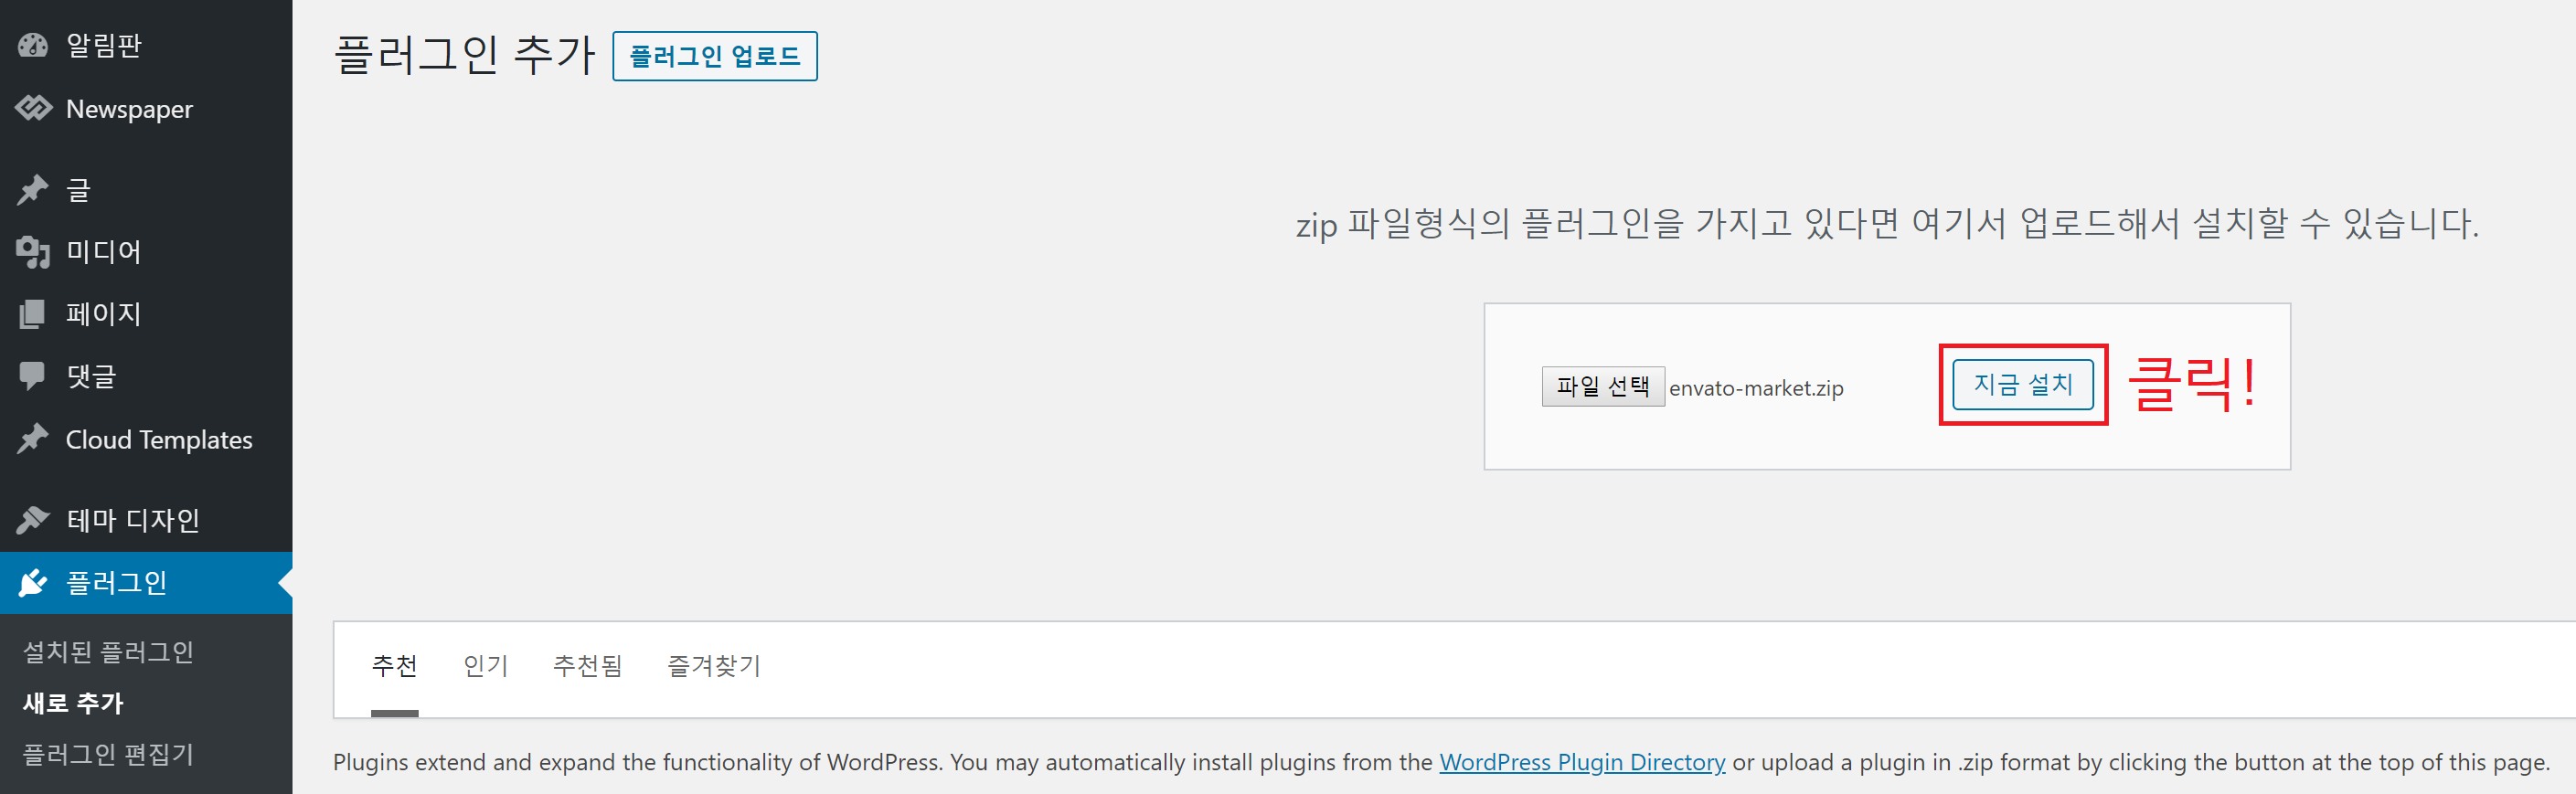 알림판
Newspaper
글
미디어
페이지
댓글
Cloud Templates
테마 디자인
플러그인
설치된 플러그인
새로 추가
플러그인 편집기
플러그인 추가 플러그인 업로드
zip 파일형식의 플러그인을 가지고 있다면 여기서 업로드해서 설치할 수 있습니다.
파일 선택 envato-market.zip 지금 설치 클릭!
추천 인기 추천됨 즐겨찾기
Plugins extend and expand the functionality of WordPress. You may automatically install plugins from the WordPress Plugin Directory or upload a plugin in .zip format by clicking the button at the top of this page.